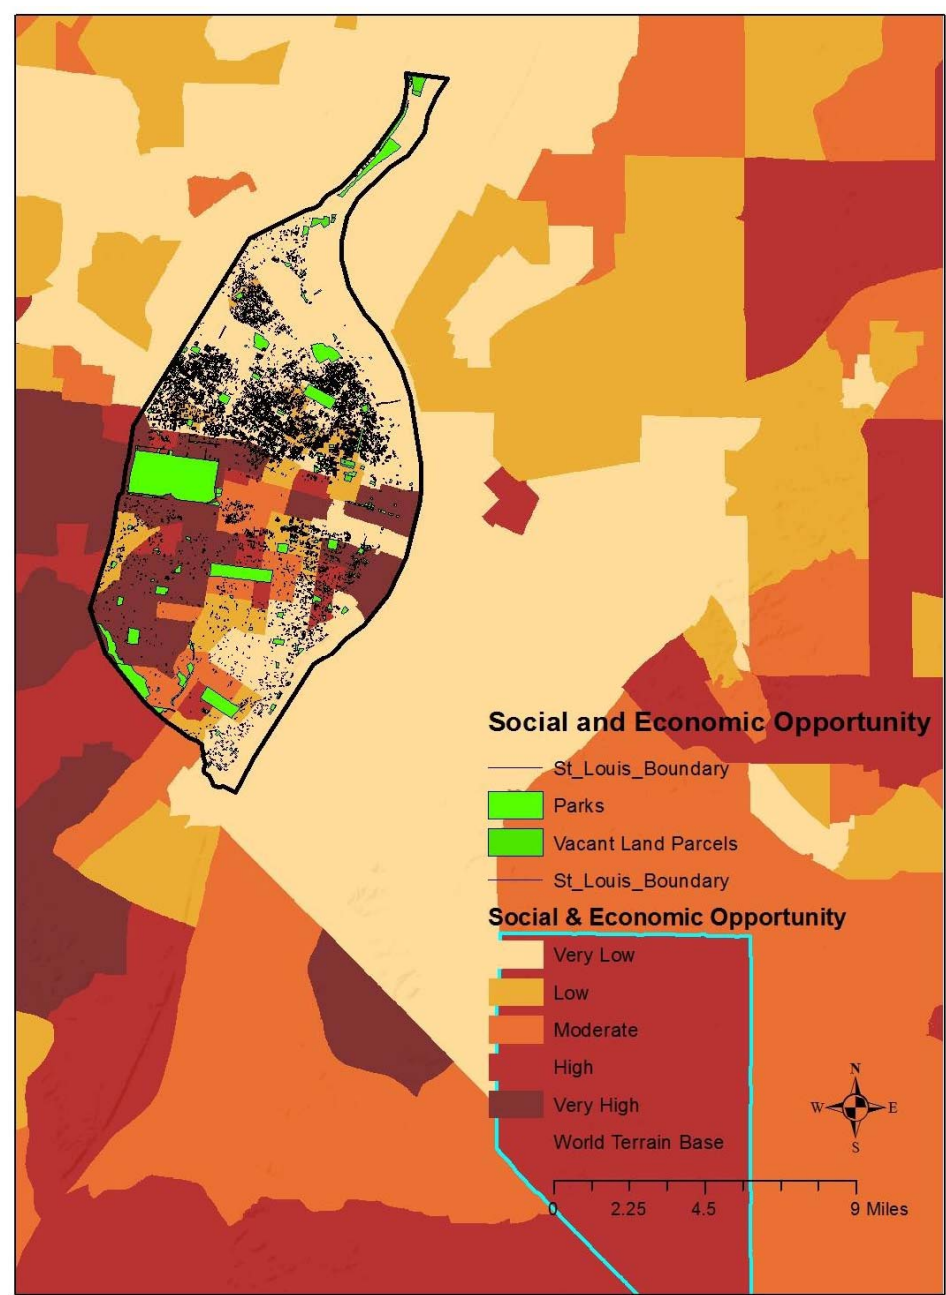 Social and Economic Opportunity
St_Louis_Boundary
Parks
Vacant Land Parcels
St_Louis_Boundary
Social & Economic Opportunity
Very Low
Low
Moderate
High
Very High
World Terrain Base
N
W E
S
0 2.25 4.5 9 Miles